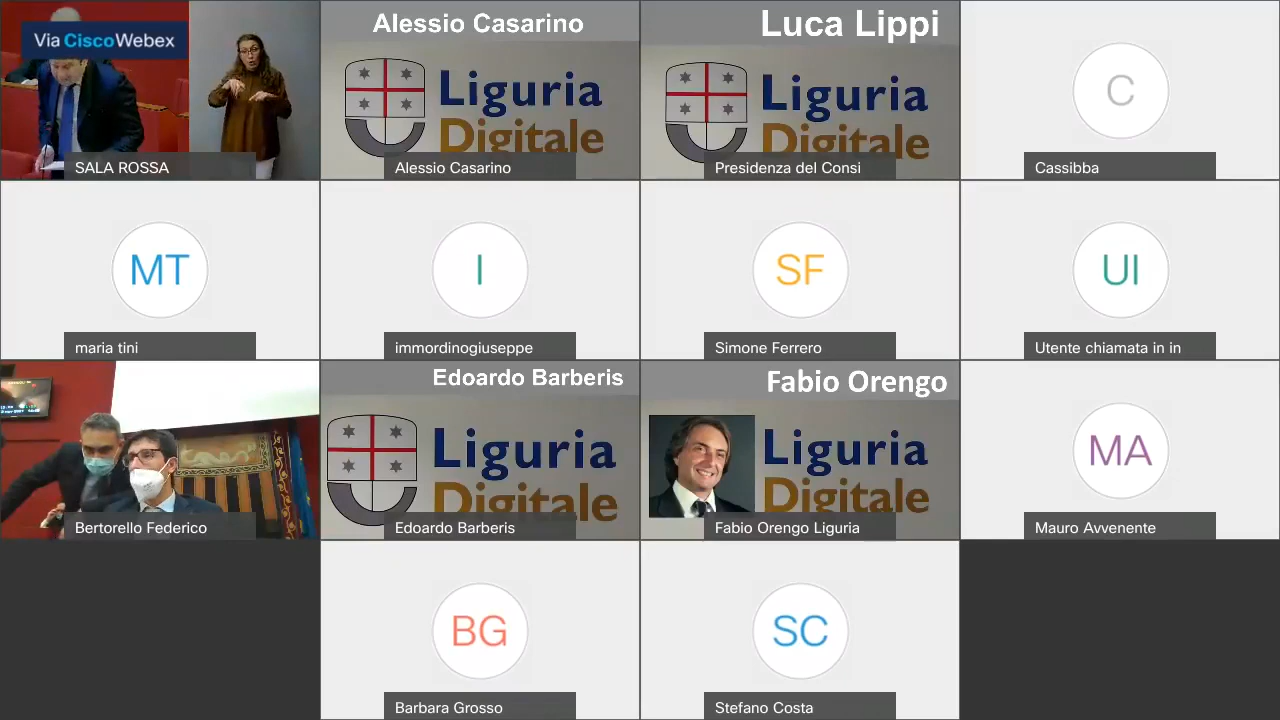 Via CiscoWebex
SALA ROSSA
Alessio Casarino
Liguria
Digitale
Alessio Casarino
Luca Lippi
Liguria
Digitale
Presidenza del Consi
C
Cassibba
MT
maria tini
I
immordinogiuseppe
SF
Simone Ferrero
UI
Utente chiamata in in
Bertorello Federico
Edoardo Barberis
Liguria
Digitale
Edoardo Barberis
Fabio Orengo
Liguria
Digitale
Fabio Orengo Liguria
MA
Mauro Avvenente
BG
Barbara Grosso
SC
Stefano Costa